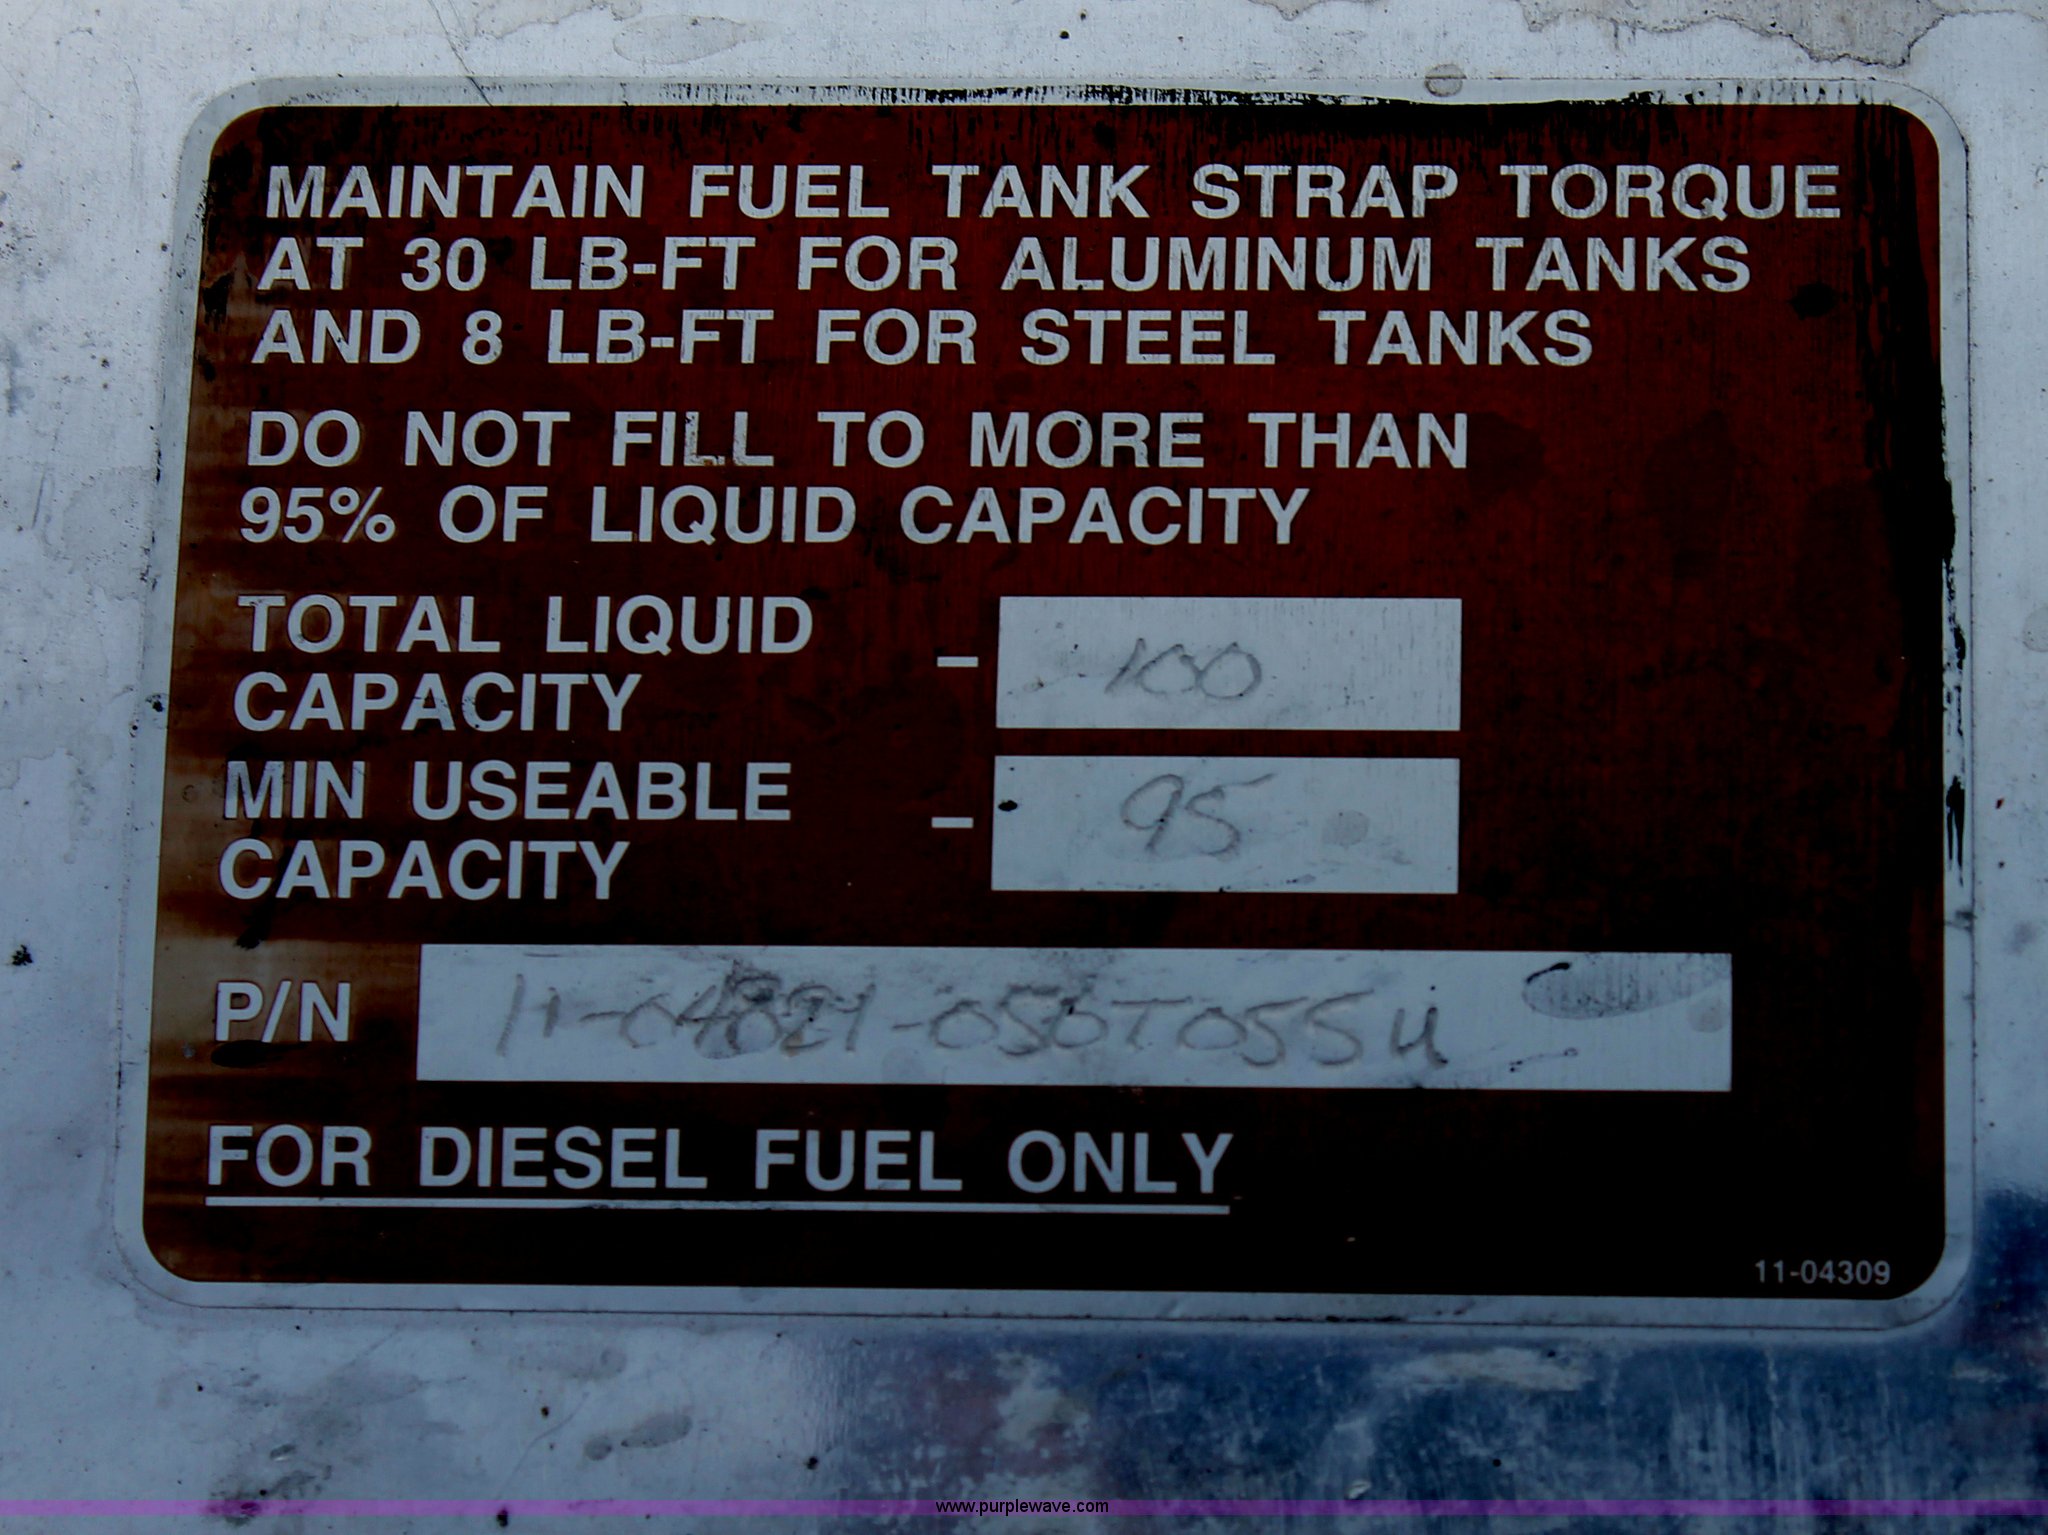 MAINTAIN FUEL TANK STRAP TORQUE
AT 30 LB-FT FOR ALUMINUM TANKS
AND 8 LB-FT FOR STEEL TANKS
DO NOT FILL TO MORE THAN
95% OF LIQUID CAPACITY
TOTAL LIQUID
CAPACITY - 100
MIN USEABLE
CAPACITY - 95
P/N
FOR DIESEL FUEL ONLY
11-04309
www.purplewave.com